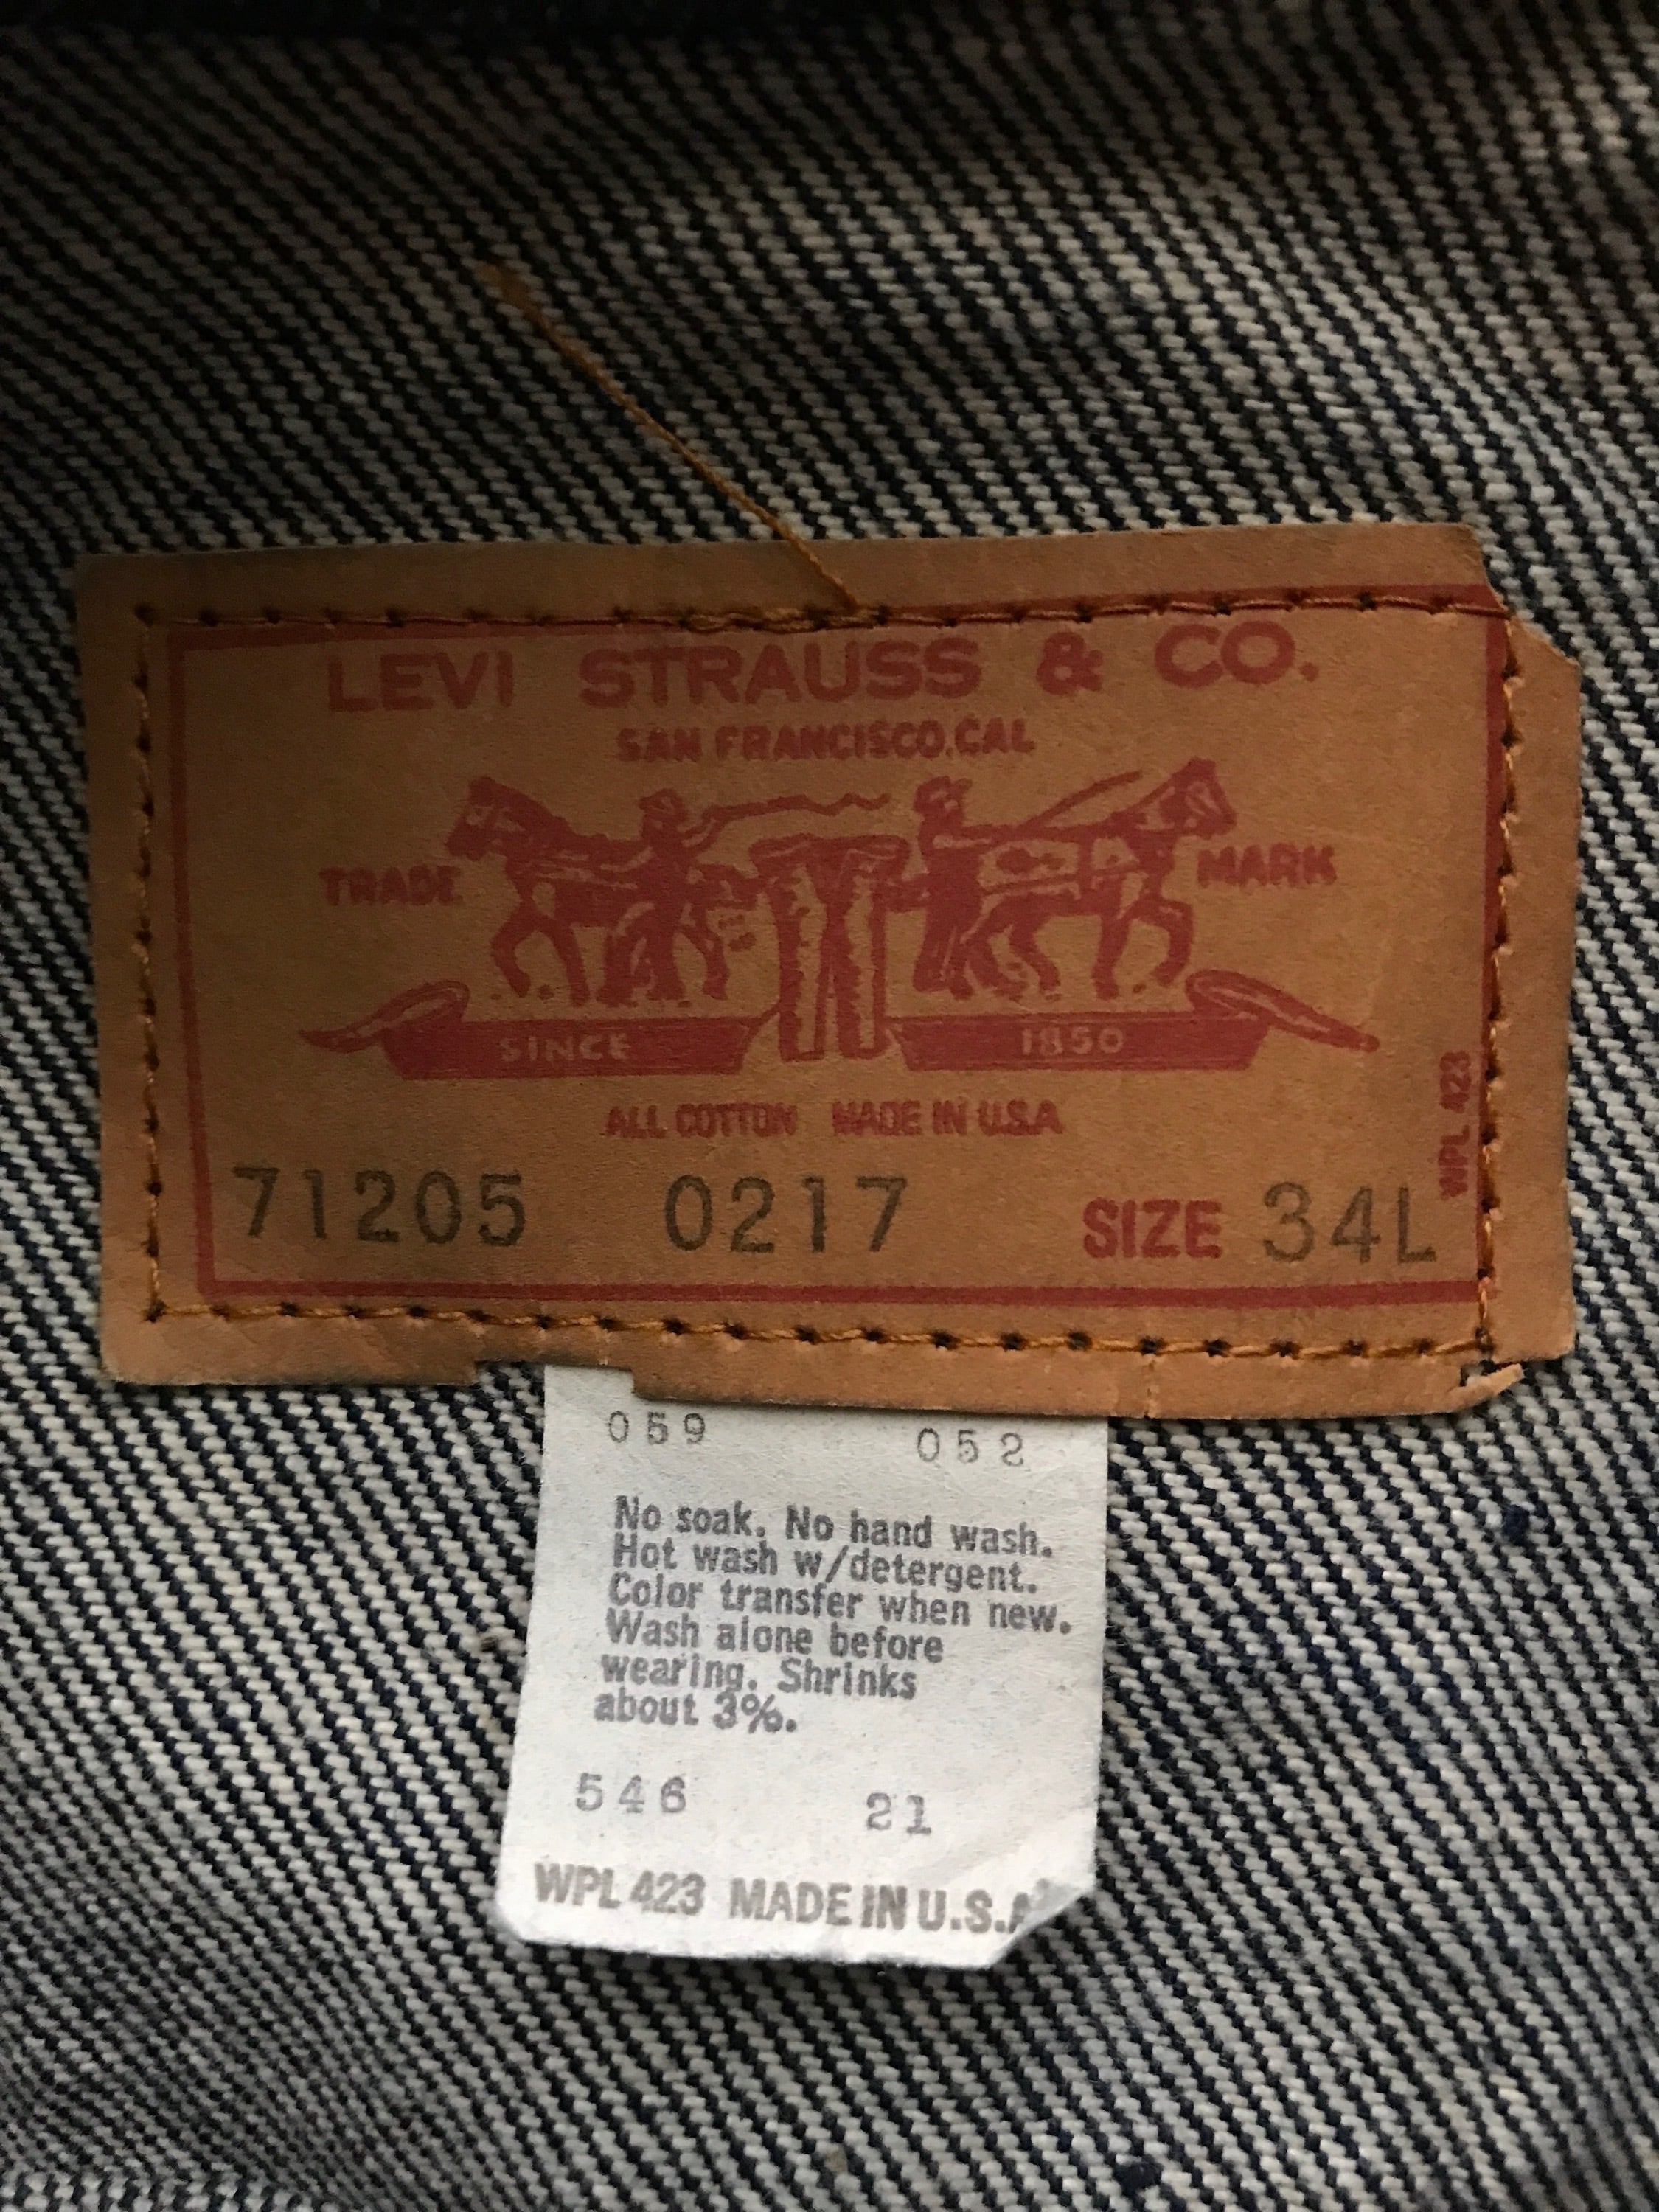 LEVI STRAUSS & CO.
SAN FRANCISCO, CAL
TRADE MARK
SINCE 1850
ALL COTTON MADE IN U.S.A
WPL 423
71205 0217 SIZE 34L
059 052
No soak. No hand wash.
Hot wash w/detergent.
Color transfer when new.
Wash alone before
wearing. Shrinks
about 3%.
546 21
WPL 423 MADE IN U.S.A